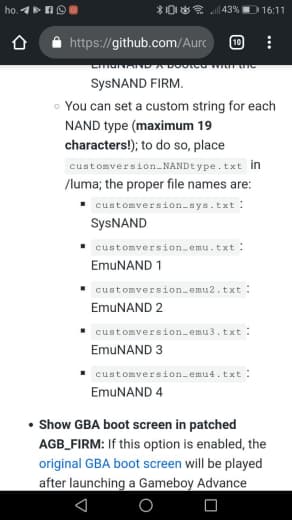 ho. 43% 16:11
https://github.com/Aurc 10
EmuNAND X booted with the
SysNAND FIRM.
You can set a custom string for each
NAND type (maximum 19
characters!); to do so, place
customversion_NANDtype.txt in
/luma; the proper file names are:
customversion_sys.txt :
SysNAND
customversion_emu.txt :
EmuNAND 1
customversion_emu2.txt :
EmuNAND 2
customversion_emu3.txt :
EmuNAND 3
customversion_emu4.txt :
EmuNAND 4
Show GBA boot screen in patched
AGB_FIRM: If this option is enabled, the
original GBA boot screen will be played
after launching a Gameboy Advance